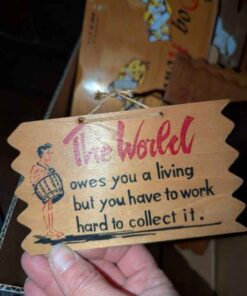 The World
owes you a living
but you have to work
hard to collect it.